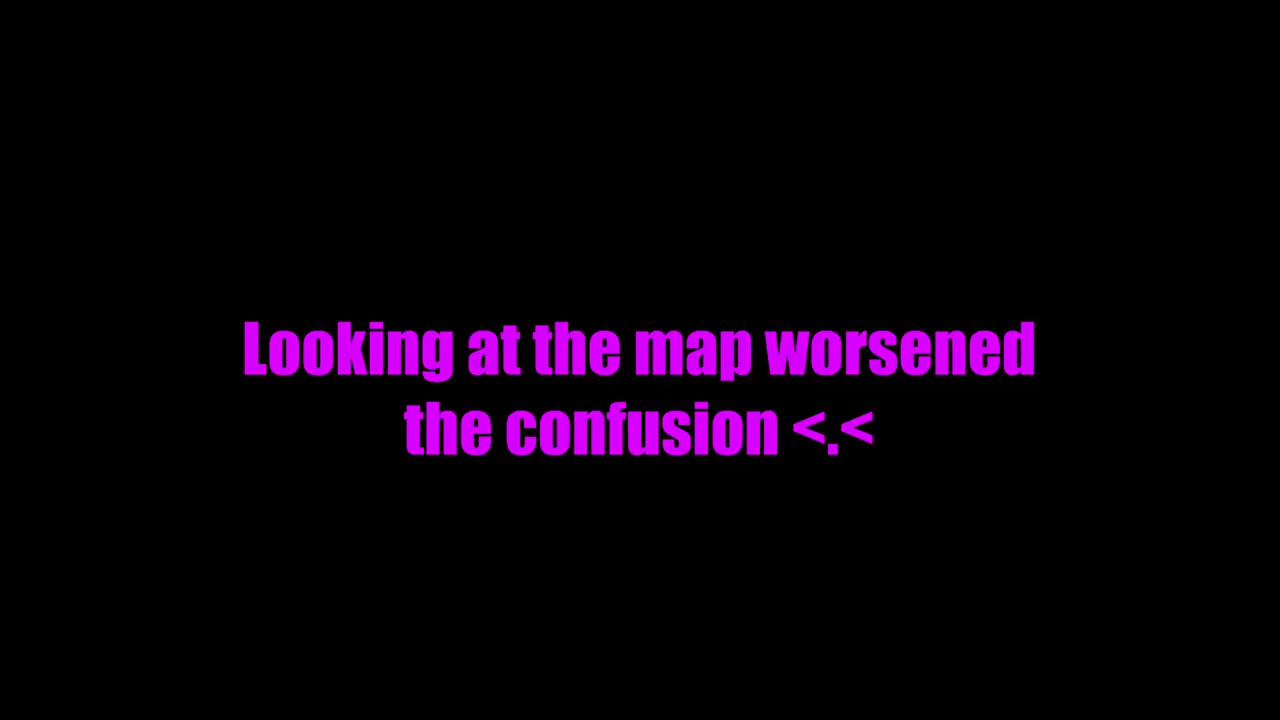 Looking at the map worsened
the confusion <.<